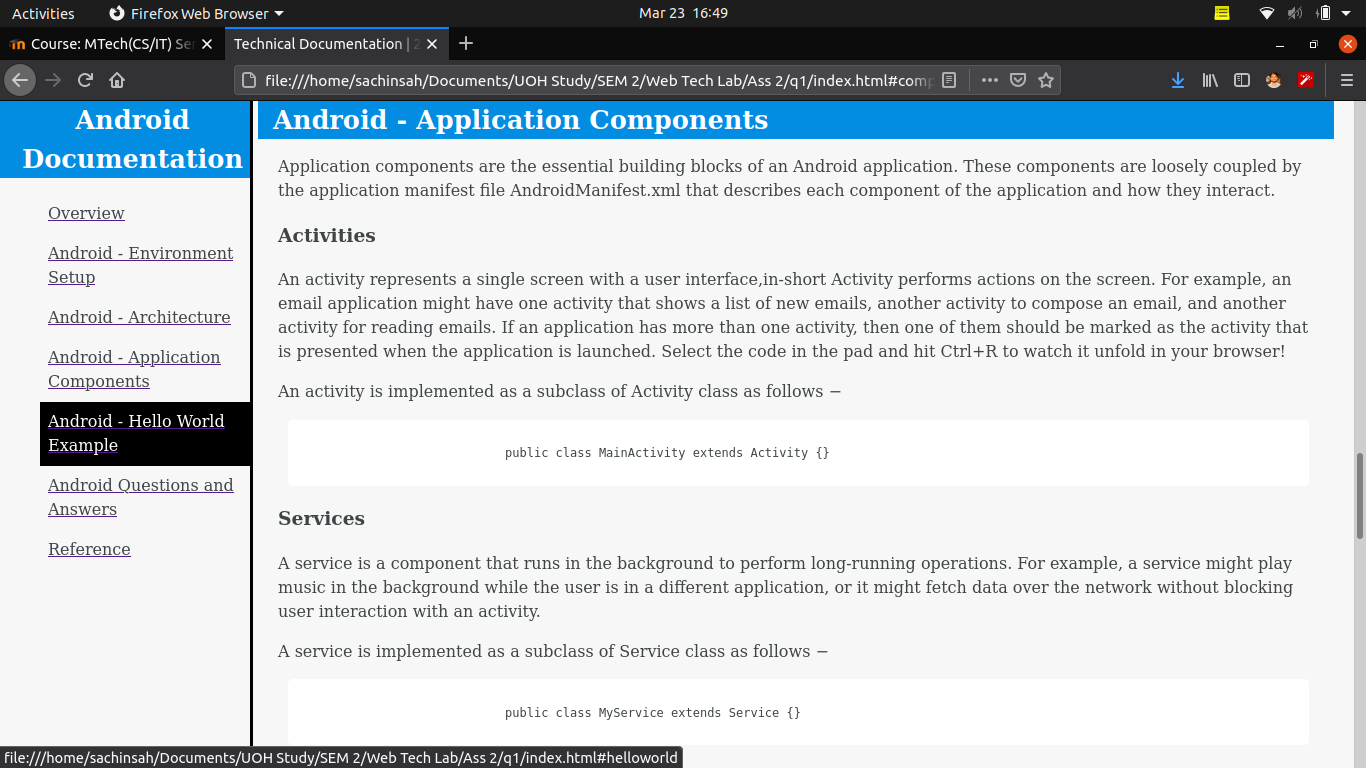 Activities Firefox Web Browser Mar 23 16:49
Course: MTech(CS/IT) Se Technical Documentation |
file:///home/sachinsah/Documents/UOH Study/SEM 2/Web Tech Lab/Ass 2/q1/index.html#comp
Android
Documentation
Overview
Android - Environment
Setup
Android - Architecture
Android - Application
Components
Android - Hello World
Example
Android Questions and
Answers
Reference
Android - Application Components
Application components are the essential building blocks of an Android application. These components are loosely coupled by
the application manifest file AndroidManifest.xml that describes each component of the application and how they interact.
Activities
An activity represents a single screen with a user interface,in-short Activity performs actions on the screen. For example, an
email application might have one activity that shows a list of new emails, another activity to compose an email, and another
activity for reading emails. If an application has more than one activity, then one of them should be marked as the activity that
is presented when the application is launched. Select the code in the pad and hit Ctrl+R to watch it unfold in your browser!
An activity is implemented as a subclass of Activity class as follows −
public class MainActivity extends Activity {}
Services
A service is a component that runs in the background to perform long-running operations. For example, a service might play
music in the background while the user is in a different application, or it might fetch data over the network without blocking
user interaction with an activity.
A service is implemented as a subclass of Service class as follows −
public class MyService extends Service {}
file:///home/sachinsah/Documents/UOH Study/SEM 2/Web Tech Lab/Ass 2/q1/index.html#helloworld